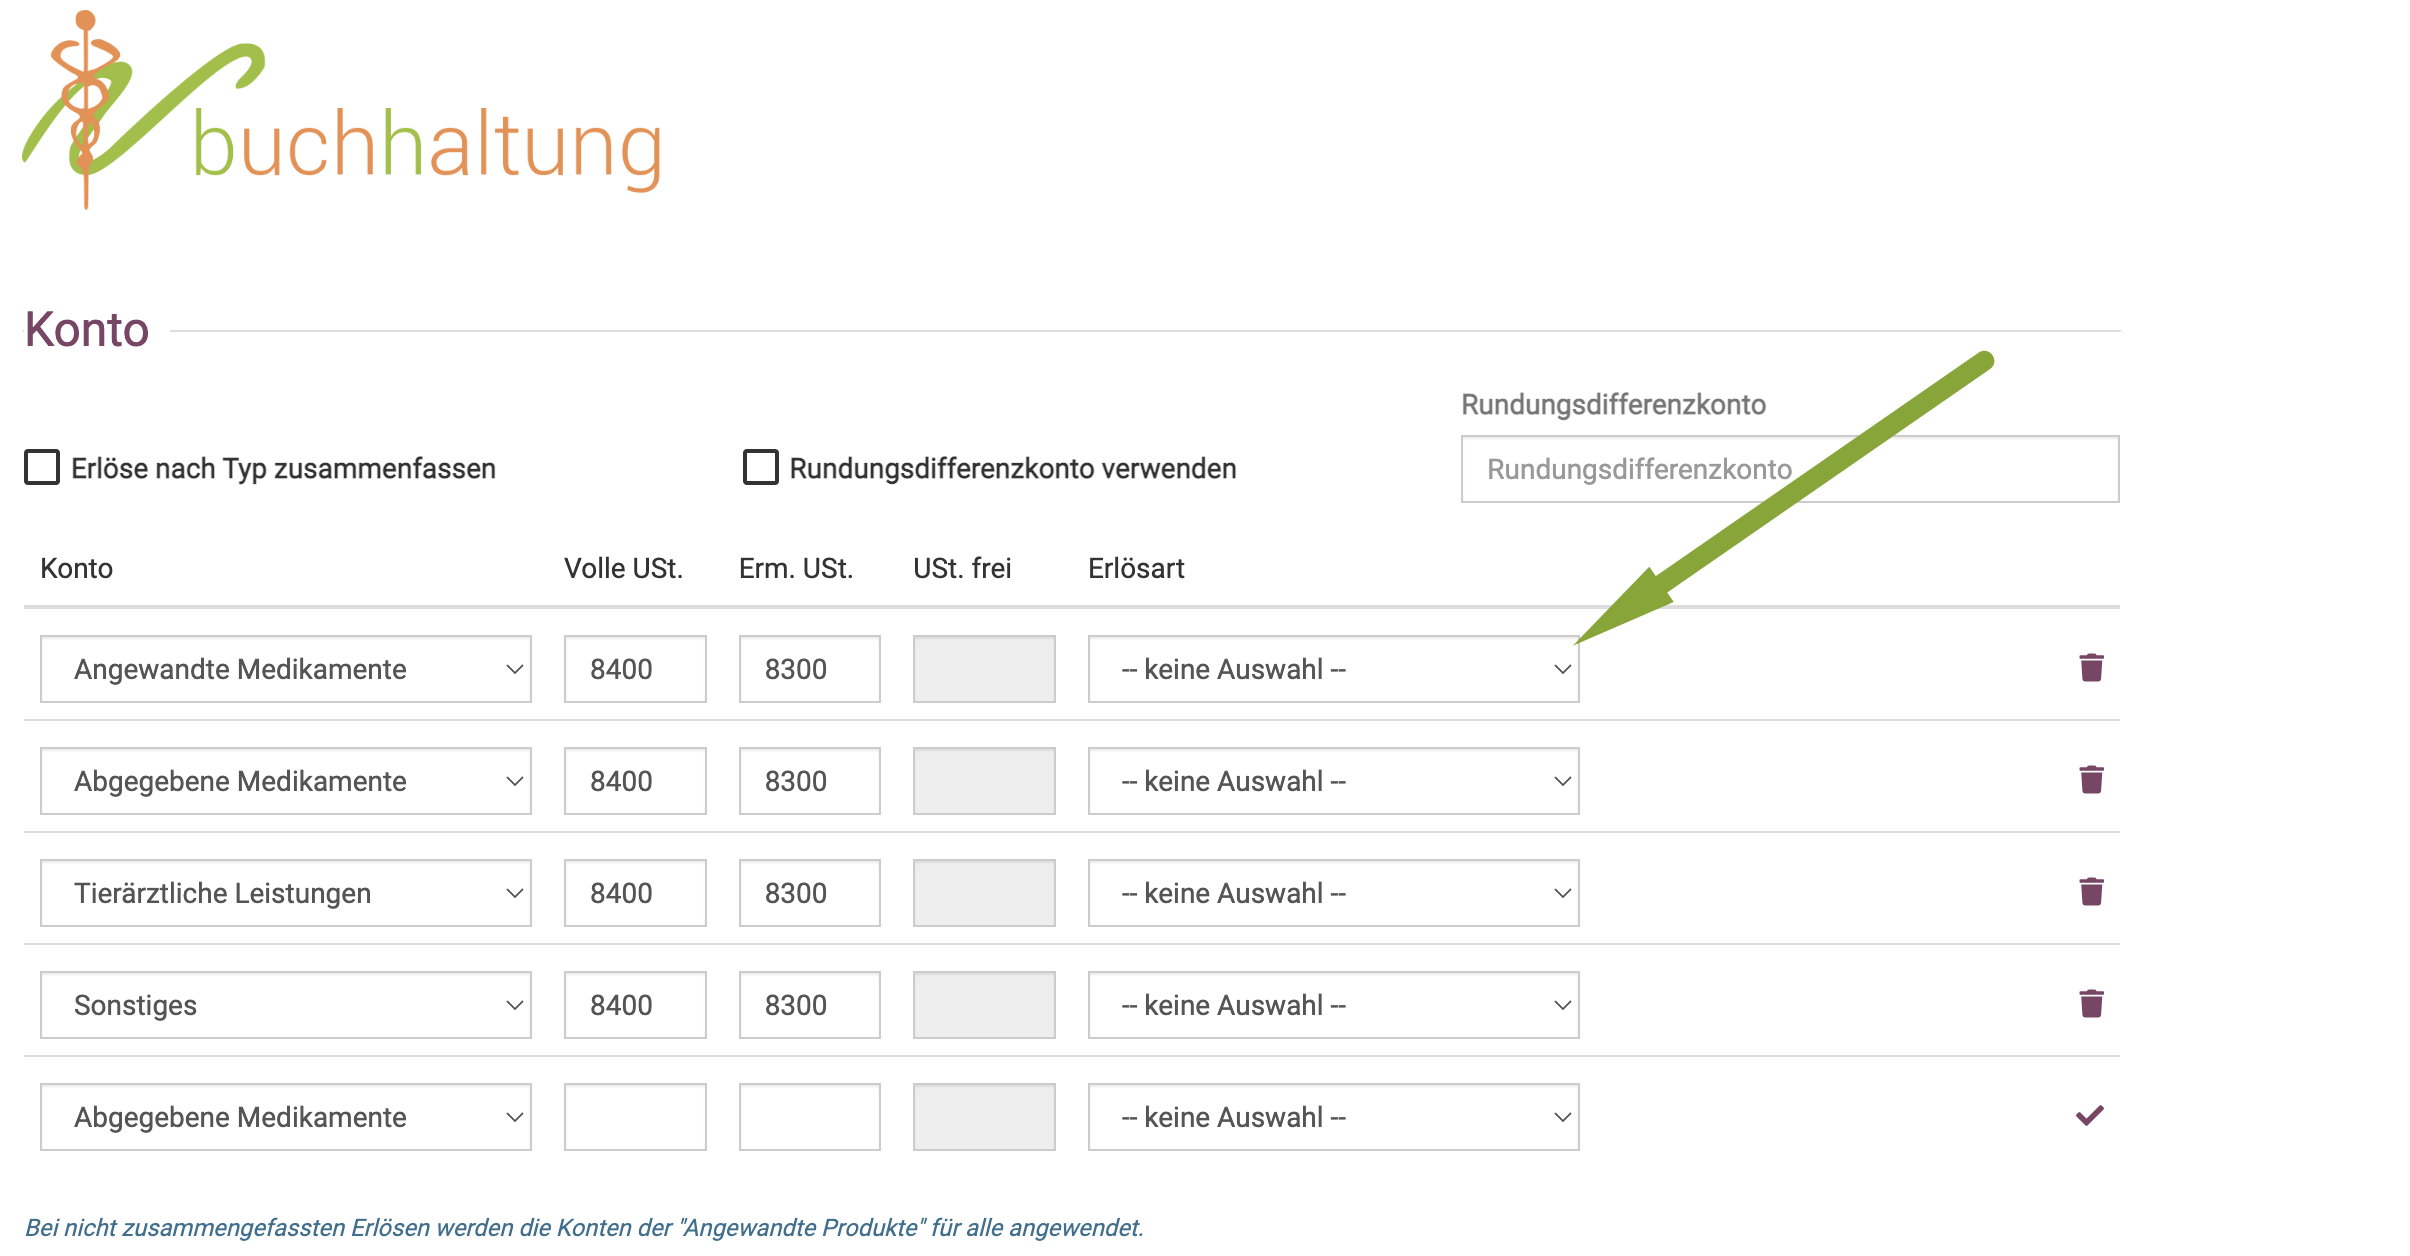 buchhaltung
Konto
Rundungsdifferenzkonto
Erlöse nach Typ zusammenfassen
Rundungsdifferenzkonto verwenden
Rundungsdifferenzkonto
Konto Volle USt. Erm. USt. USt. frei Erlösart
Angewandte Medikamente 8400 8300 -- keine Auswahl --
Abgegebene Medikamente 8400 8300 -- keine Auswahl --
Tierärztliche Leistungen 8400 8300 -- keine Auswahl --
Sonstiges 8400 8300 -- keine Auswahl --
Abgegebene Medikamente -- keine Auswahl --
Bei nicht zusammengefassten Erlösen werden die Konten der "Angewandte Produkte" für alle angewendet.